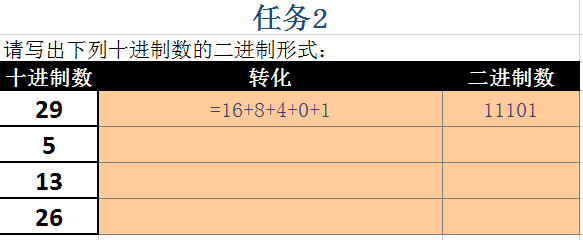 任务2
请写出下列十进制数的二进制形式：
十进制数 转化 二进制数
29 =16+8+4+0+1 11101
5
13
26